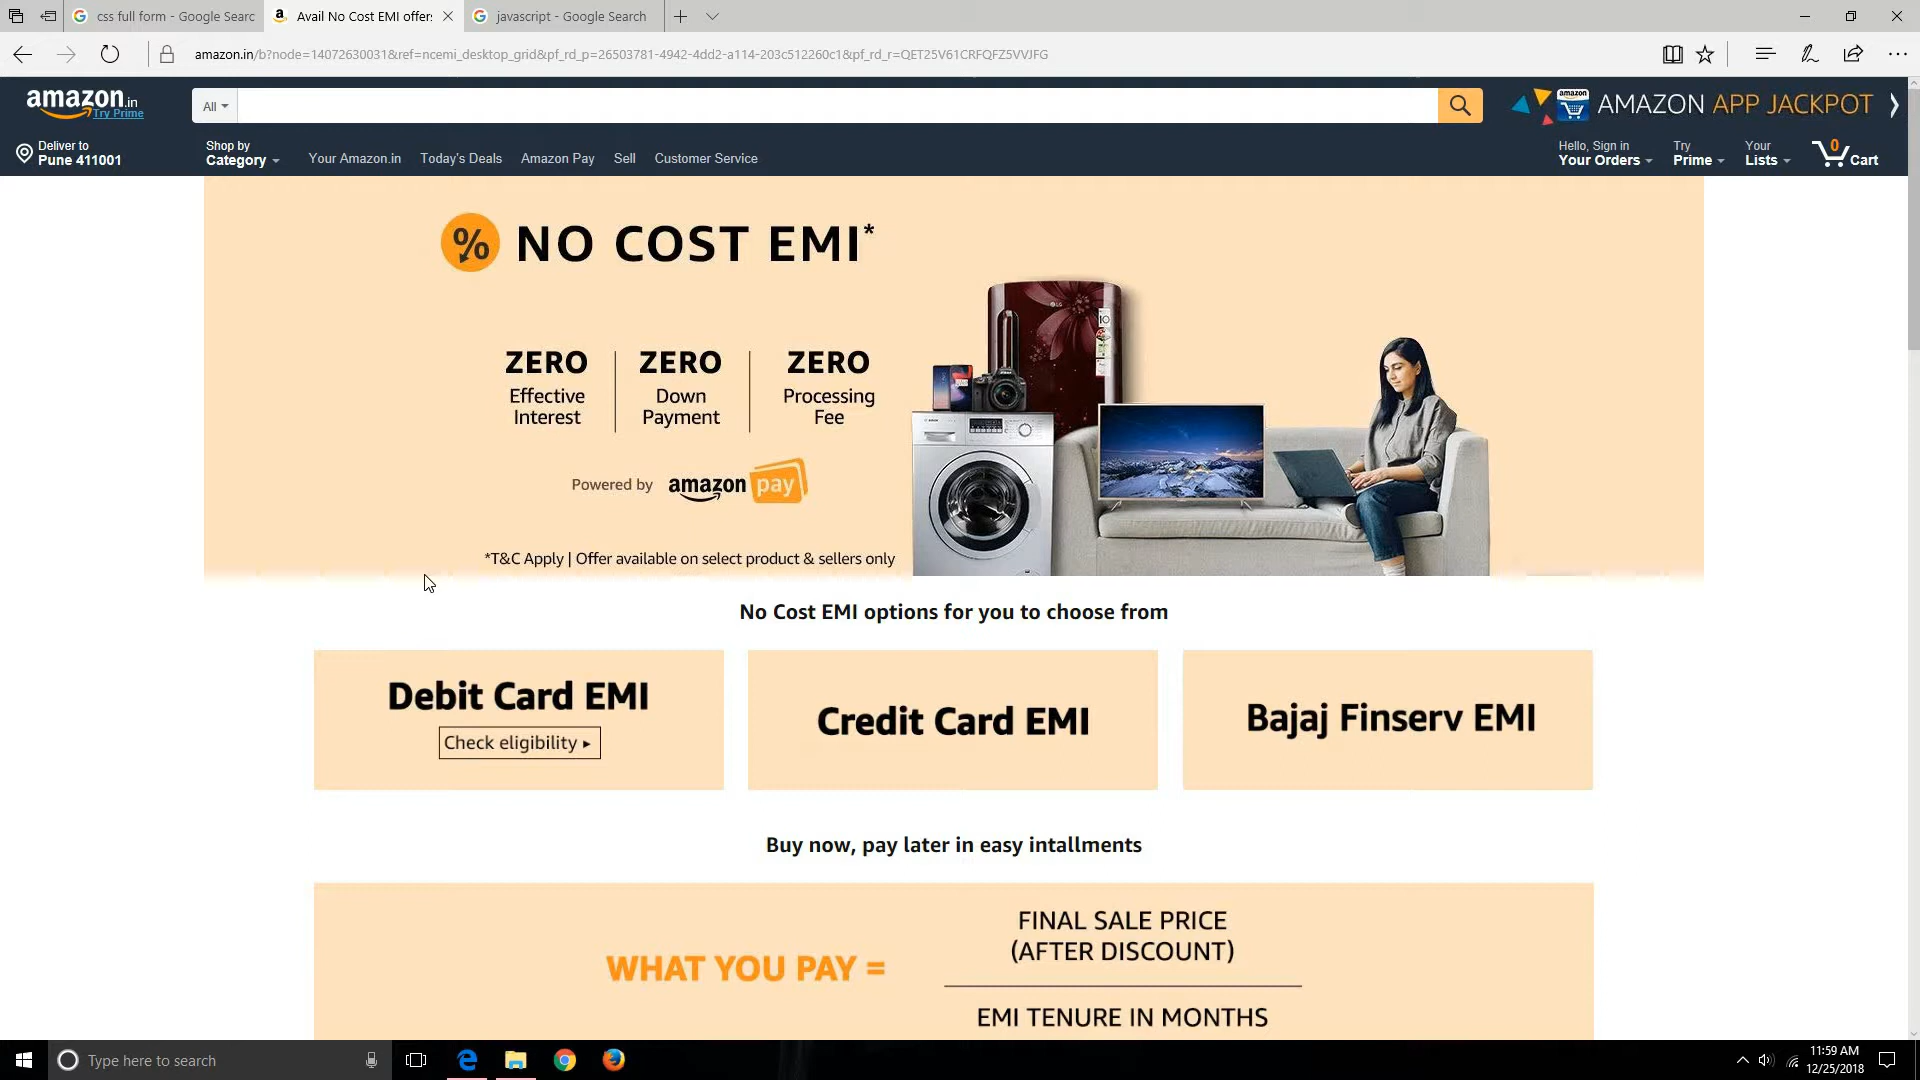 css full form - Google Searc
Avail No Cost EMI offers
javascript - Google Search
amazon.in/b?node=14072630031&ref=ncemi_desktop_grid&pf_rd_p=26503781-4942-4dd2-a114-203c512260c1&pf_rd_r=QET25V61CRFQFZ5VVJFG
amazon.in
Try Prime
All
amazon
AMAZON APP JACKPOT
Deliver to
Pune 411001
Shop by
Category
Your Amazon.in
Today's Deals
Amazon Pay
Sell
Customer Service
Hello, Sign in
Your Orders
Try
Prime
Your
Lists
0
Cart
% NO COST EMI*
ZERO
Effective
Interest
ZERO
Down
Payment
ZERO
Processing
Fee
Powered by amazon pay
LG
*T&C Apply | Offer available on select product & sellers only
No Cost EMI options for you to choose from
Debit Card EMI
Check eligibility ▸
Credit Card EMI
Bajaj Finserv EMI
Buy now, pay later in easy intallments
WHAT YOU PAY =
FINAL SALE PRICE
(AFTER DISCOUNT)
EMI TENURE IN MONTHS
Type here to search
11:59 AM
12/25/2018